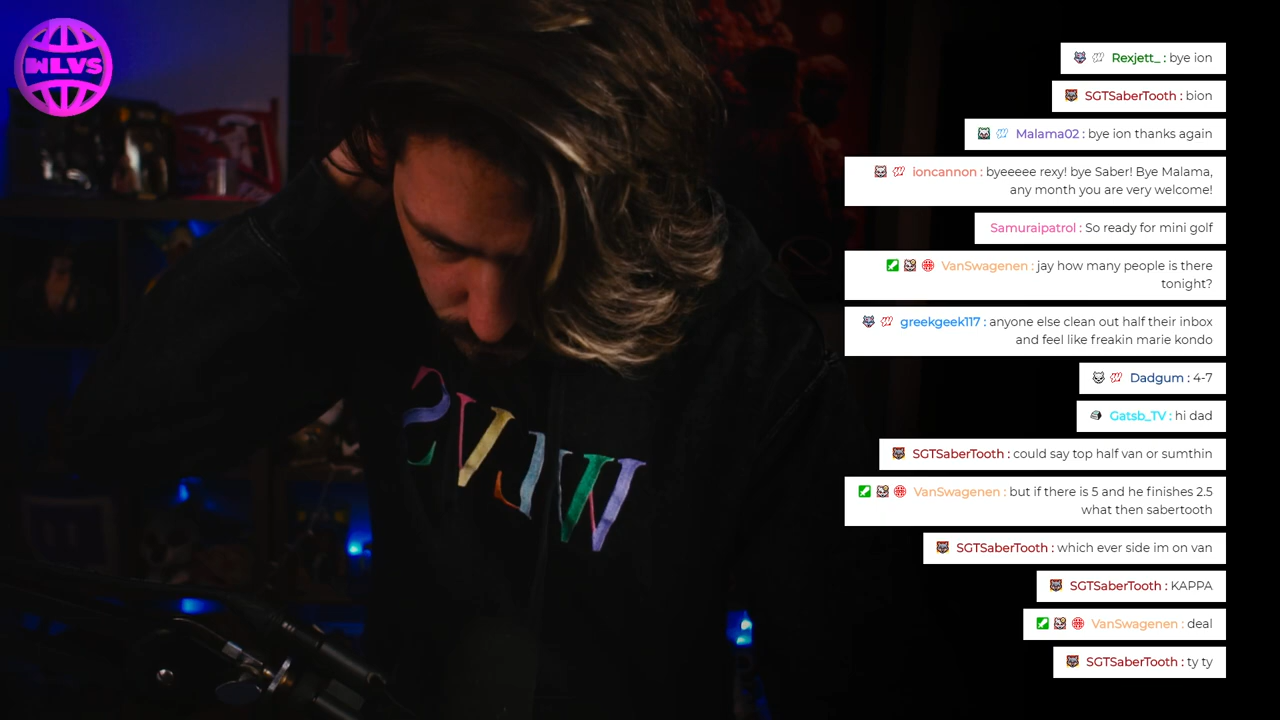 WLVS
Rexjett_ : bye ion
SGTSaberTooth : bion
Malama02 : bye ion thanks again
ioncannon : byeeeee rexy! bye Saber! Bye Malama,
any month you are very welcome!
Samuraipatrol : So ready for mini golf
VanSwagenen : jay how many people is there
tonight?
greekgeek117 : anyone else clean out half their inbox
and feel like freakin marie kondo
Dadgum : 4-7
Gatsb_TV : hi dad
SGTSaberTooth : could say top half van or sumthin
VanSwagenen : but if there is 5 and he finishes 2.5
what then sabertooth
SGTSaberTooth : which ever side im on van
SGTSaberTooth : KAPPA
VanSwagenen : deal
SGTSaberTooth : ty ty